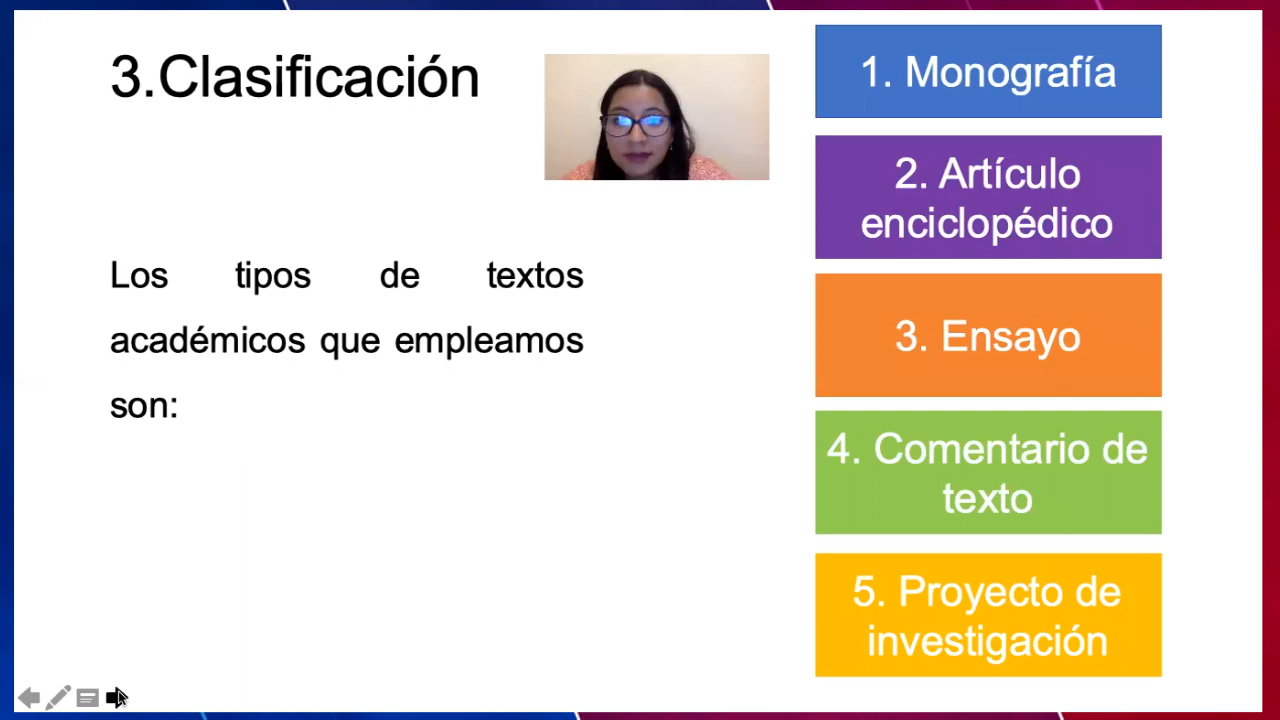 3.Clasificación
Los tipos de textos
académicos que empleamos
son:
1. Monografía
2. Artículo
enciclopédico
3. Ensayo
4. Comentario de
texto
5. Proyecto de
investigación